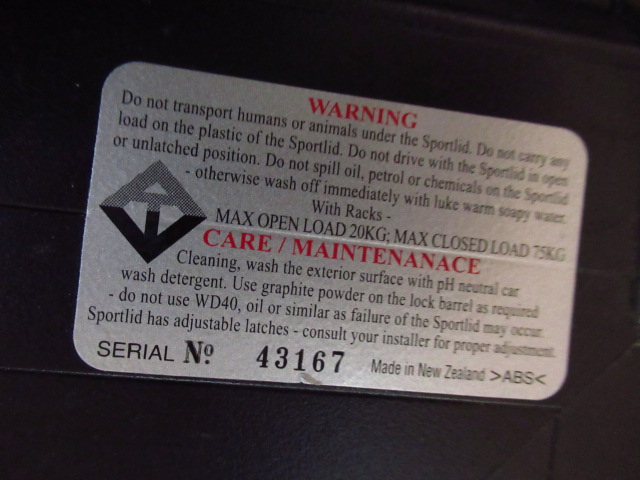 WARNING
Do not transport humans or animals under the Sportlid. Do not carry any
load on the plastic of the Sportlid. Do not drive with the Sportlid in open
or unlatched position. Do not spill oil, petrol or chemicals on the Sportlid
- otherwise wash off immediately with luke warm soapy water.
With Racks -
MAX OPEN LOAD 20KG; MAX CLOSED LOAD 75KG
CARE / MAINTENANACE
Cleaning, wash the exterior surface with pH neutral car
wash detergent. Use graphite powder on the lock barrel as required
- do not use WD40, oil or similar as failure of the Sportlid may occur.
Sportlid has adjustable latches - consult your installer for proper adjustment.
SERIAL Nº 43167 Made in New Zealand >ABS<